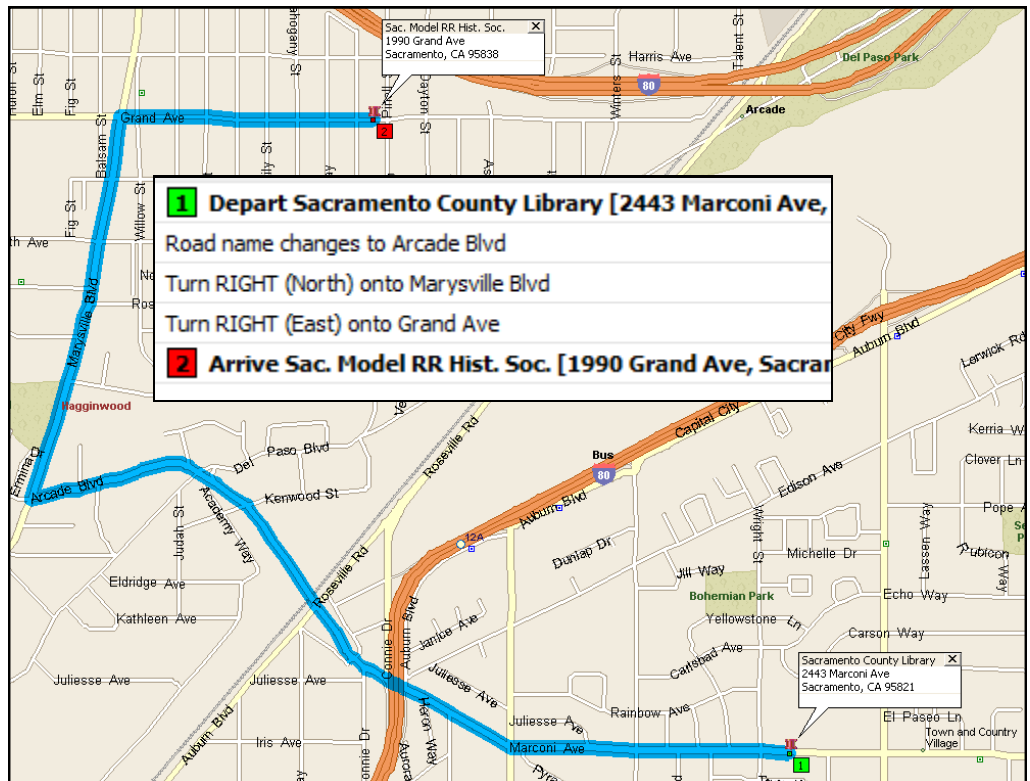 Sac. Model RR Hist. Soc.
1990 Grand Ave
Sacramento, CA 95838
Mahogany St
Harris Ave
Talent St
Del Paso Park
Elm St
Fig St
80
Winters St
Dayton St
Arcade
Grand Ave
2
Balsam St
Willow St
Fig St
1 Depart Sacramento County Library [2443 Marconi Ave,
Road name changes to Arcade Blvd
Turn RIGHT (North) onto Marysville Blvd
Turn RIGHT (East) onto Grand Ave
2 Arrive Sac. Model RR Hist. Soc. [1990 Grand Ave, Sacrar
Marysville Blvd
City Fwy
Auburn Blvd
Lerwick Rd
Hagginwood
Capital City
Roseville Rd
Kerria W
Ermina Dr
Del Paso Blvd
Bus
80
Clover Ln
Arcade Blvd
Edison Ave
Kenwood St
Auburn Blvd
Academy Way
Judah St
Wright St
Lassen Way
Pope A
12A
Dunlap Dr
Michelle Dr
Rubicon Way
Eldridge Ave
Jill Way
Roseville Rd
Bohemian Park
Echo Way
Kathleen Ave
Yellowstone Ln
Connie Dr
Auburn Blvd
Janice Ave
Carson Way
Carlsbad Ave
Sacramento County Library
2443 Marconi Ave
Sacramento, CA 95821
Juliesse Ave
Juliesse Ave
Juliesse Ave
Rainbow Ave
El Paseo Ln
Heron Way
Juliesse Ave
Town and Country
Village
Auburn Blvd
Iris Ave
Marconi Ave
1